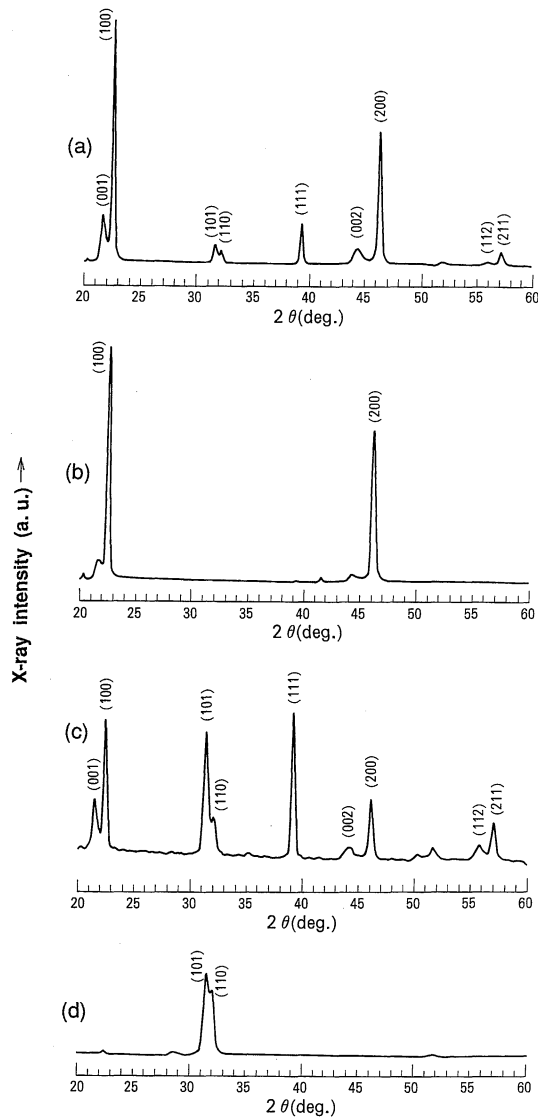 X-ray intensity (a. u.) →
(a)
(001)
(100)
(101)
(110)
(111)
(002)
(200)
(112)
(211)
20 25 30 35 40 45 50 55 60
2 θ(deg.)
(b)
(100)
(200)
20 25 30 35 40 45 50 55 60
2 θ(deg.)
(c)
(001)
(100)
(101)
(110)
(111)
(002)
(200)
(112)
(211)
20 25 30 35 40 45 50 55 60
2 θ(deg.)
(d)
(101)
(110)
20 25 30 35 40 45 50 55 60
2 θ(deg.)